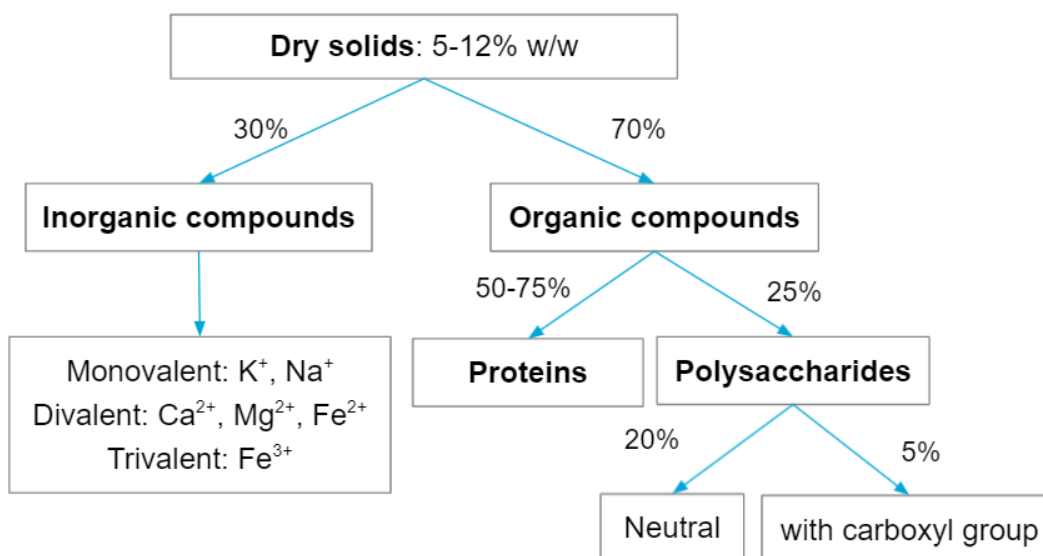 Dry solids: 5-12% w/w
30%
70%
Inorganic compounds
Organic compounds
50-75%
25%
Monovalent: K⁺, Na⁺
Divalent: Ca²⁺, Mg²⁺, Fe²⁺
Trivalent: Fe³⁺
Proteins
Polysaccharides
20%
5%
Neutral
with carboxyl group